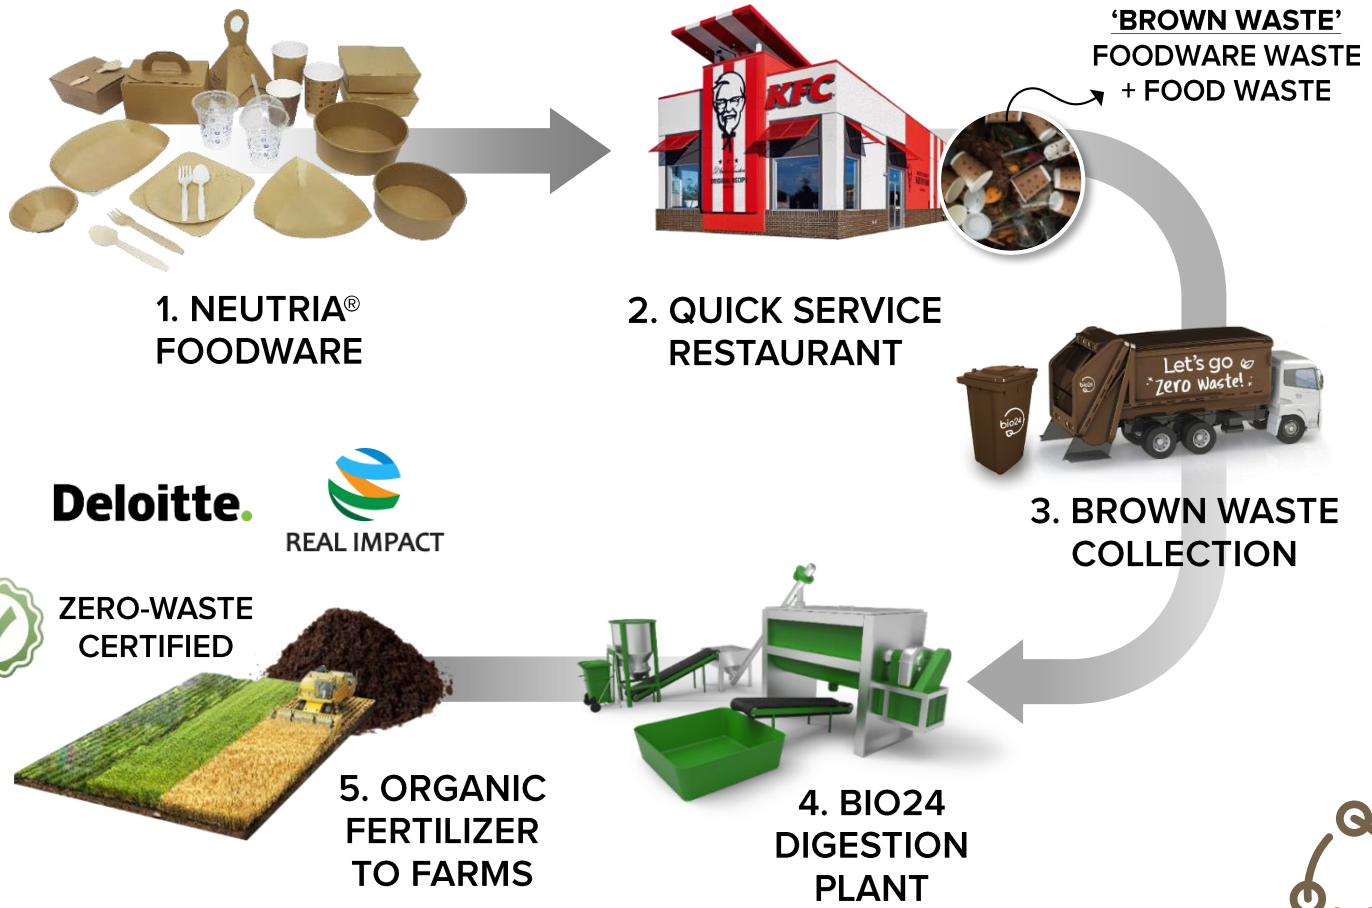 ‘BROWN WASTE’
FOODWARE WASTE
+ FOOD WASTE
KFC
ORIGINAL RECIPE
1. NEUTRIA®
FOODWARE
2. QUICK SERVICE
RESTAURANT
Let's go
Zero Waste!
bio24
bio24
3. BROWN WASTE
COLLECTION
Deloitte.
REAL IMPACT
ZERO-WASTE
CERTIFIED
4. BIO24
DIGESTION
PLANT
5. ORGANIC
FERTILIZER
TO FARMS